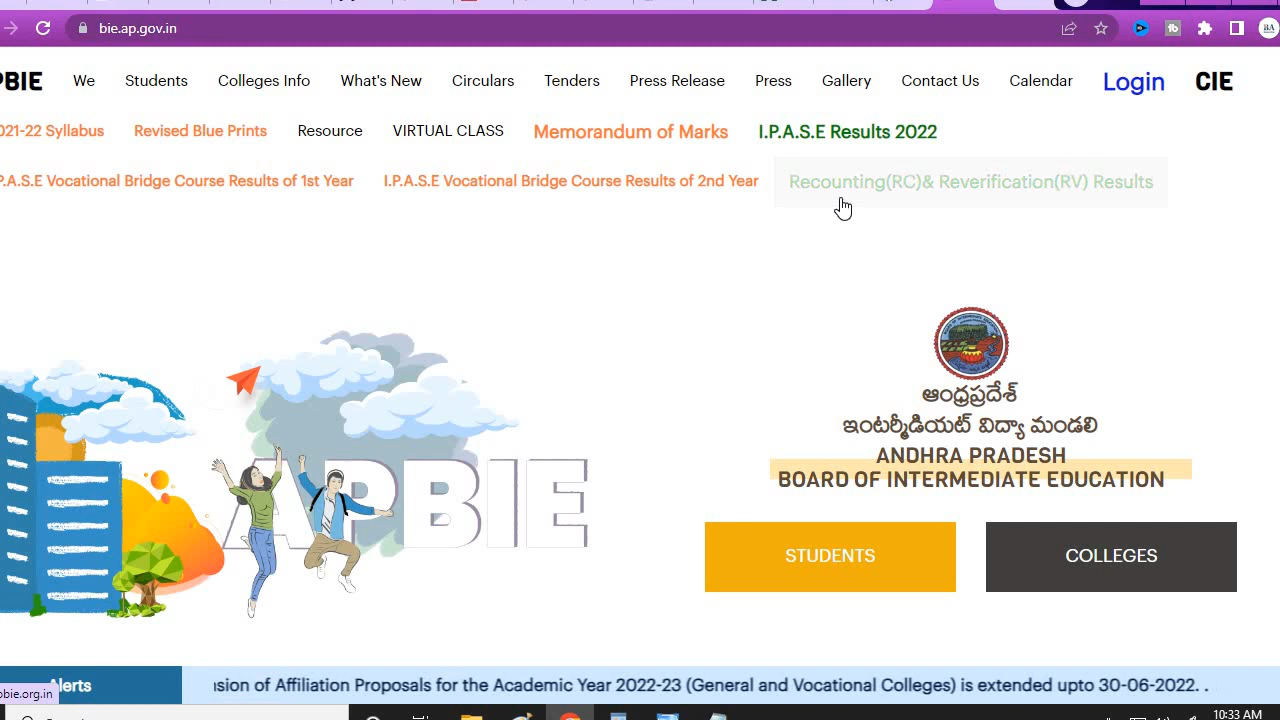 bie.ap.gov.in
PBIE We Students Colleges Info What's New Circulars Tenders Press Release Press Gallery Contact Us Calendar Login CIE
021-22 Syllabus Revised Blue Prints Resource VIRTUAL CLASS Memorandum of Marks I.P.A.S.E Results 2022
P.A.S.E Vocational Bridge Course Results of 1st Year I.P.A.S.E Vocational Bridge Course Results of 2nd Year Recounting(RC)& Reverification(RV) Results
ఆంధ్రప్రదేశ్
ఇంటర్మీడియట్ విద్యా మండలి
ANDHRA PRADESH
BOARD OF INTERMEDIATE EDUCATION
APBIE
STUDENTS COLLEGES
Alerts nsion of Affiliation Proposals for the Academic Year 2022-23 (General and Vocational Colleges) is extended upto 30-06-2022. .
pbie.org.in
10:33 AM